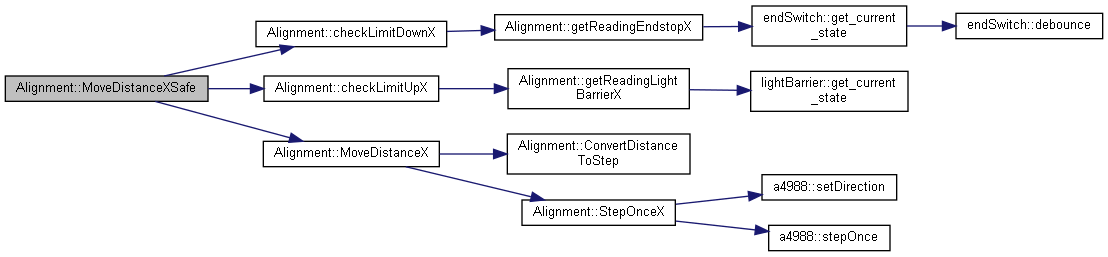 Alignment::MoveDistanceXSafe
Alignment::checkLimitDownX
Alignment::getReadingEndstopX
endSwitch::get_current
_state
endSwitch::debounce
Alignment::checkLimitUpX
Alignment::getReadingLight
BarrierX
lightBarrier::get_current
_state
Alignment::MoveDistanceX
Alignment::ConvertDistance
ToStep
Alignment::StepOnceX
a4988::setDirection
a4988::stepOnce